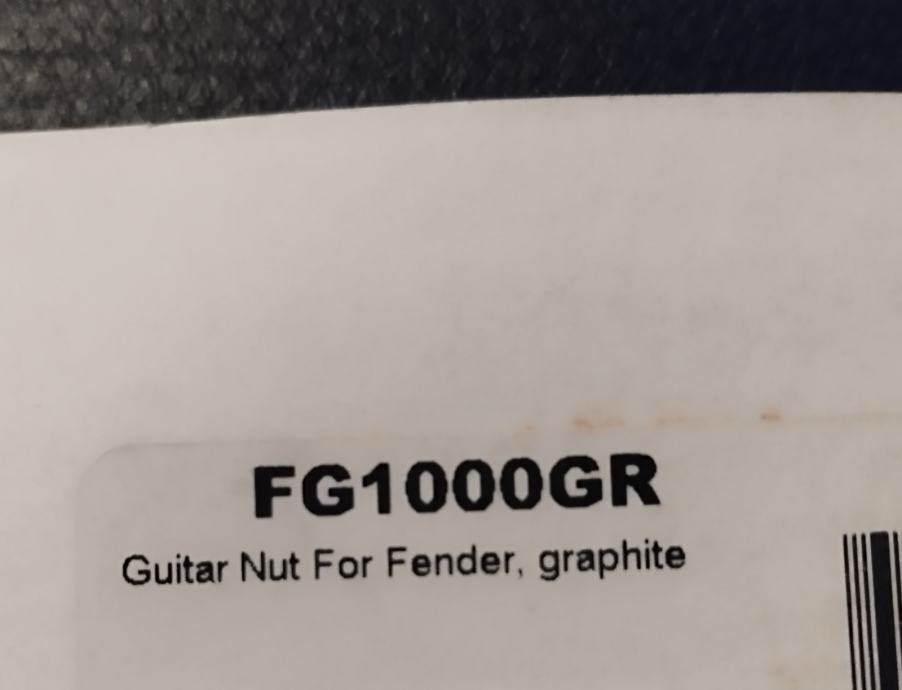 FG1000GR
Guitar Nut For Fender, graphite